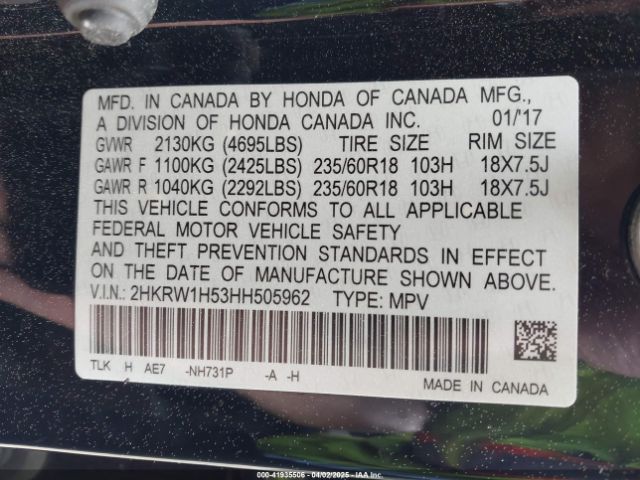 MFD. IN CANADA BY HONDA OF CANADA MFG.,
A DIVISION OF HONDA CANADA INC. 01/'17
GVWR 2130KG (4695LBS) TIRE SIZE RIM SIZE
GAWR F 1100KG (2425LBS) 235/60R18 103H 18X7.5J
GAWR R 1040KG (2292LBS) 235/60R18 103H 18X7.5J
THIS VEHICLE CONFORMS TO ALL APPLICABLE
FEDERAL MOTOR VEHICLE SAFETY
AND THEFT PREVENTION STANDARDS IN EFFECT
ON THE DATE OF MANUFACTURE SHOWN ABOVE.
V.I.N.: 2HKRW1H53HH505962 TYPE: MPV
TLK H AE7 -NH731P -A -H
MADE IN CANADA
000-41935506 - 04/02/2025 - IAAI.COM